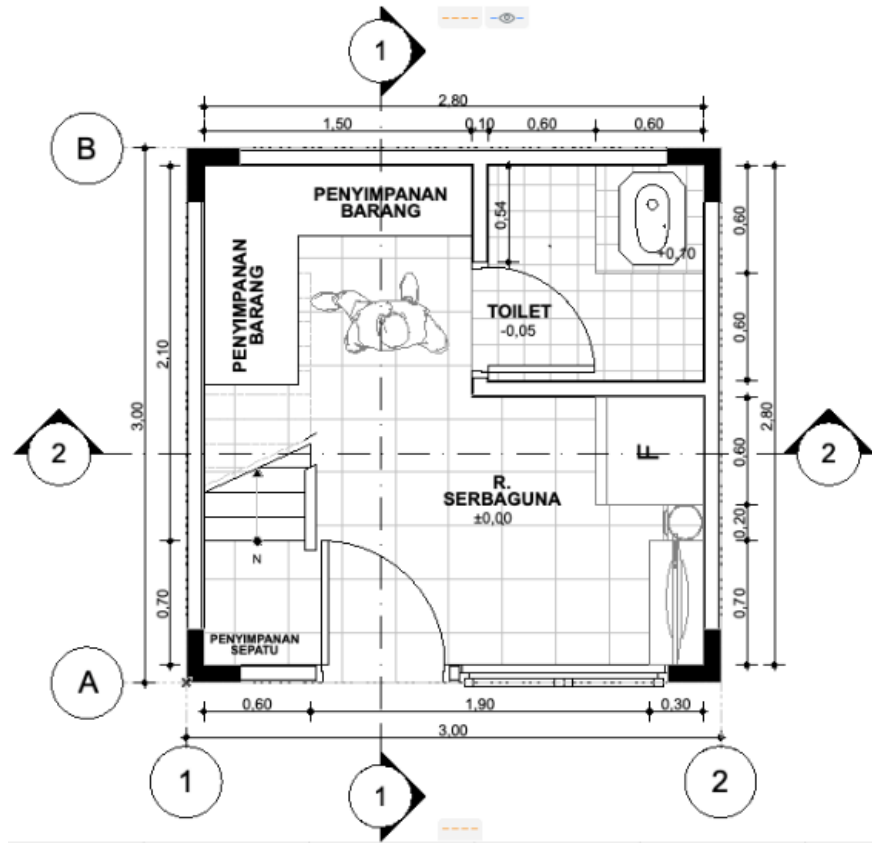 1
2,80
1,50
0,10
0,60
0,60
B
PENYIMPANAN
BARANG
0,54
+0,10
0,60
PENYIMPANAN
BARANG
TOILET
-0,05
2,10
0,60
3,00
2,80
2
2
0,60
F
R.
SERBAGUNA
±0,00
0,20
N
0,70
0,70
PENYIMPANAN
SEPATU
A
0,60
1,90
0,30
3,00
1
1
2